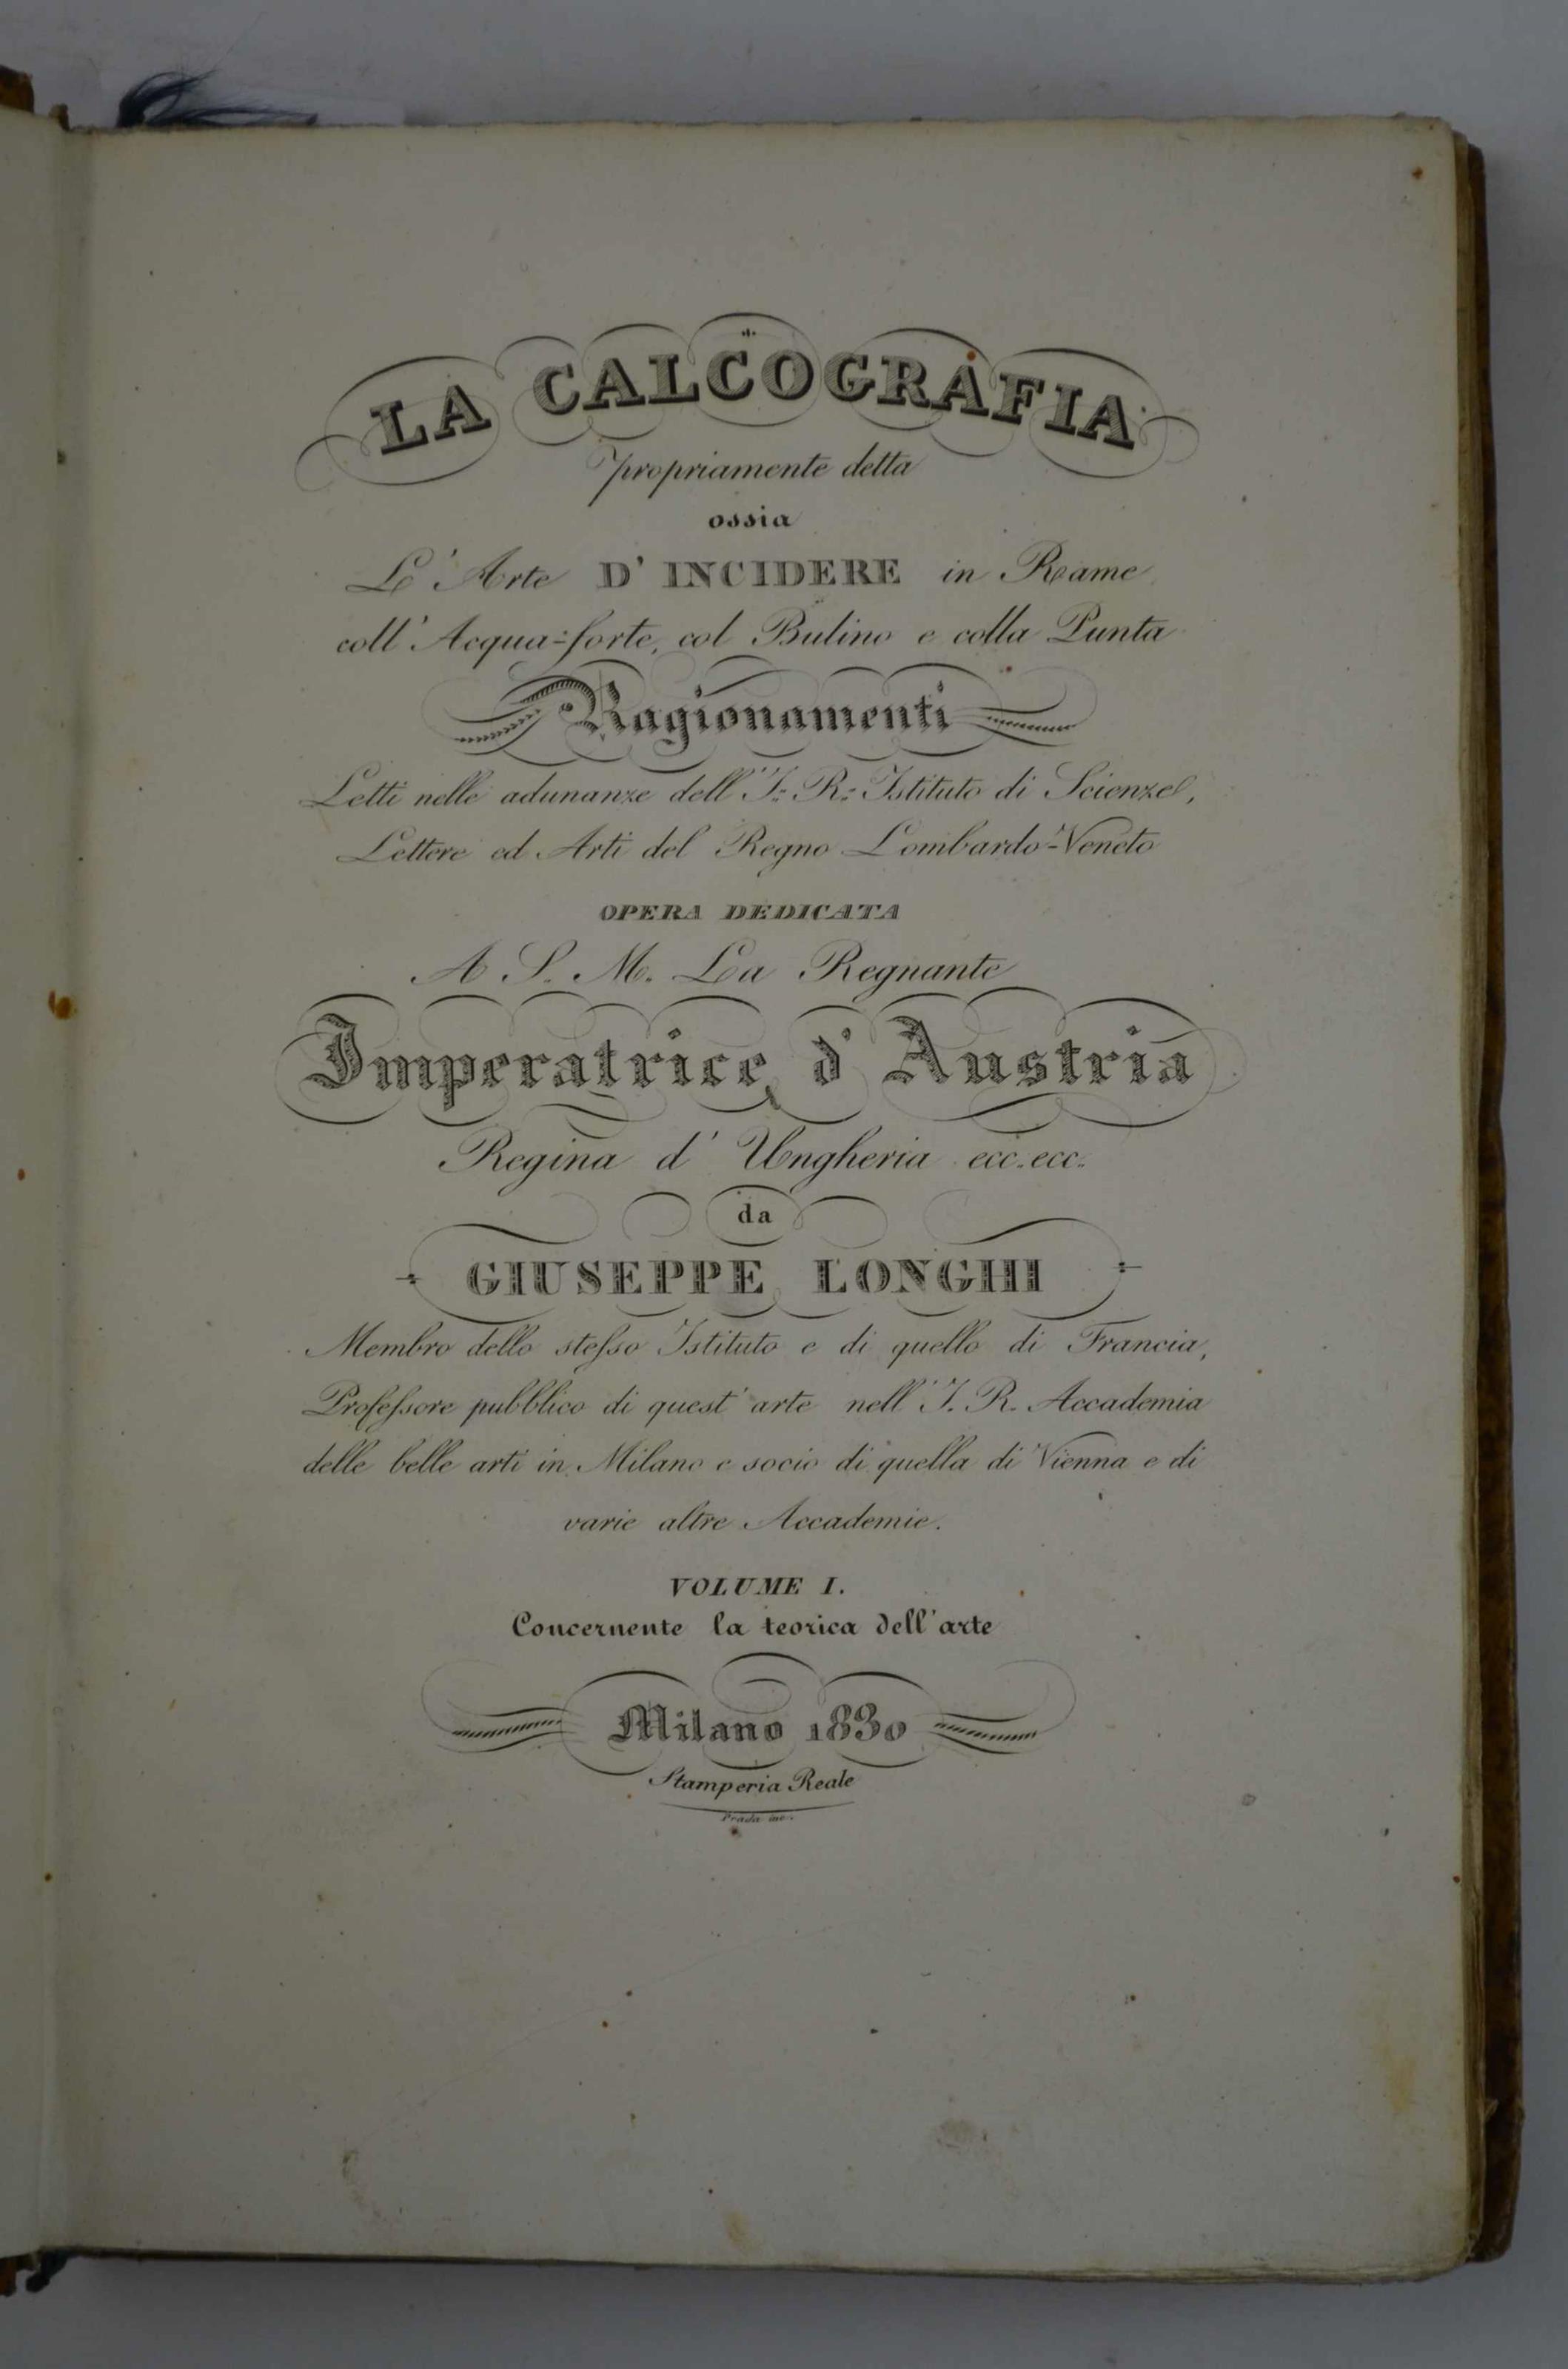 LA CALCOGRAFIA
propriamente detta
ossia
L'Arte D'INCIDERE in Rame
coll'Acqua=forte, col Bulino e colla Punta
Ragionamenti
Letti nelle adunanze dell'I. R. Istituto di Scienze,
Lettere ed Arti del Regno Lombardo-Veneto
OPERA DEDICATA
A S. M. La Regnante
Imperatrice d'Austria
Regina d'Ungheria ecc. ecc.
da
GIUSEPPE LONGHI
Membro dello steſso Istituto e di quello di Francia,
Profeſsore pubblico di quest'arte nell'I. R. Accademia
delle belle arti in Milano e socio di quella di Vienna e di
varie altre Accademie.
VOLUME I.
Concernente la teorica dell'arte
Milano 1830
Stamperia Reale
Prada inc.